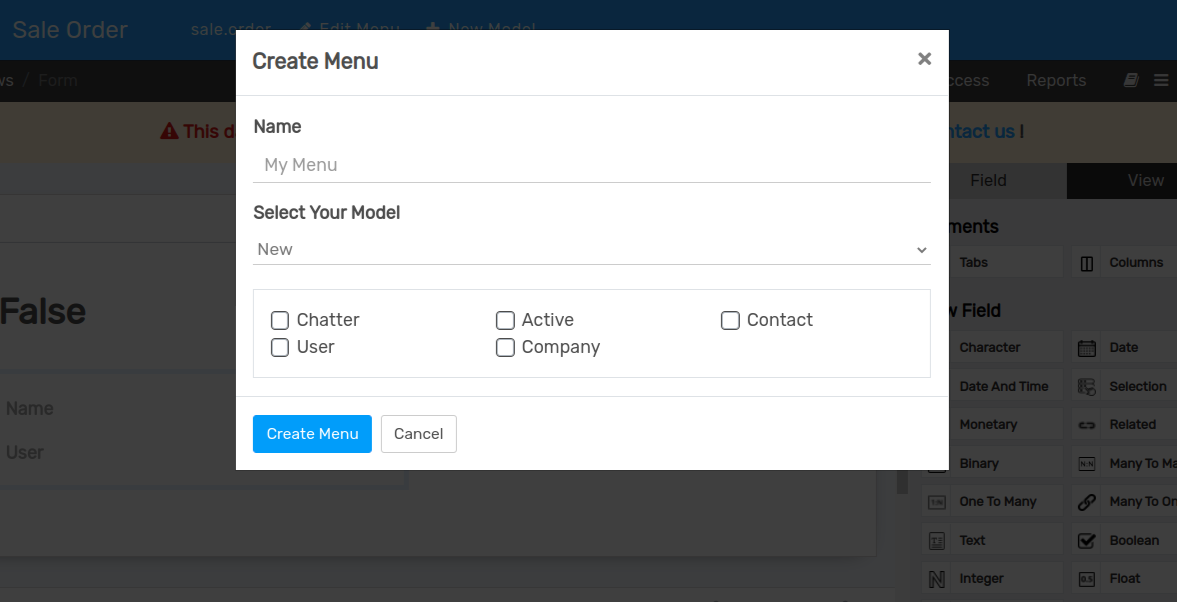 Sale Order sale.order Edit Menu New Model
Create Menu
ws / Form
ccess Reports
Name
This d
ntact us !
My Menu
Field View
Select Your Model
ments
New
Tabs Columns
False
w Field
Chatter Active Contact
User Company
Character Date
Date And Time Selection
Name
Monetary Related
Create Menu Cancel
User
Binary Many To Ma
One To Many Many To On
Text Boolean
Integer Float